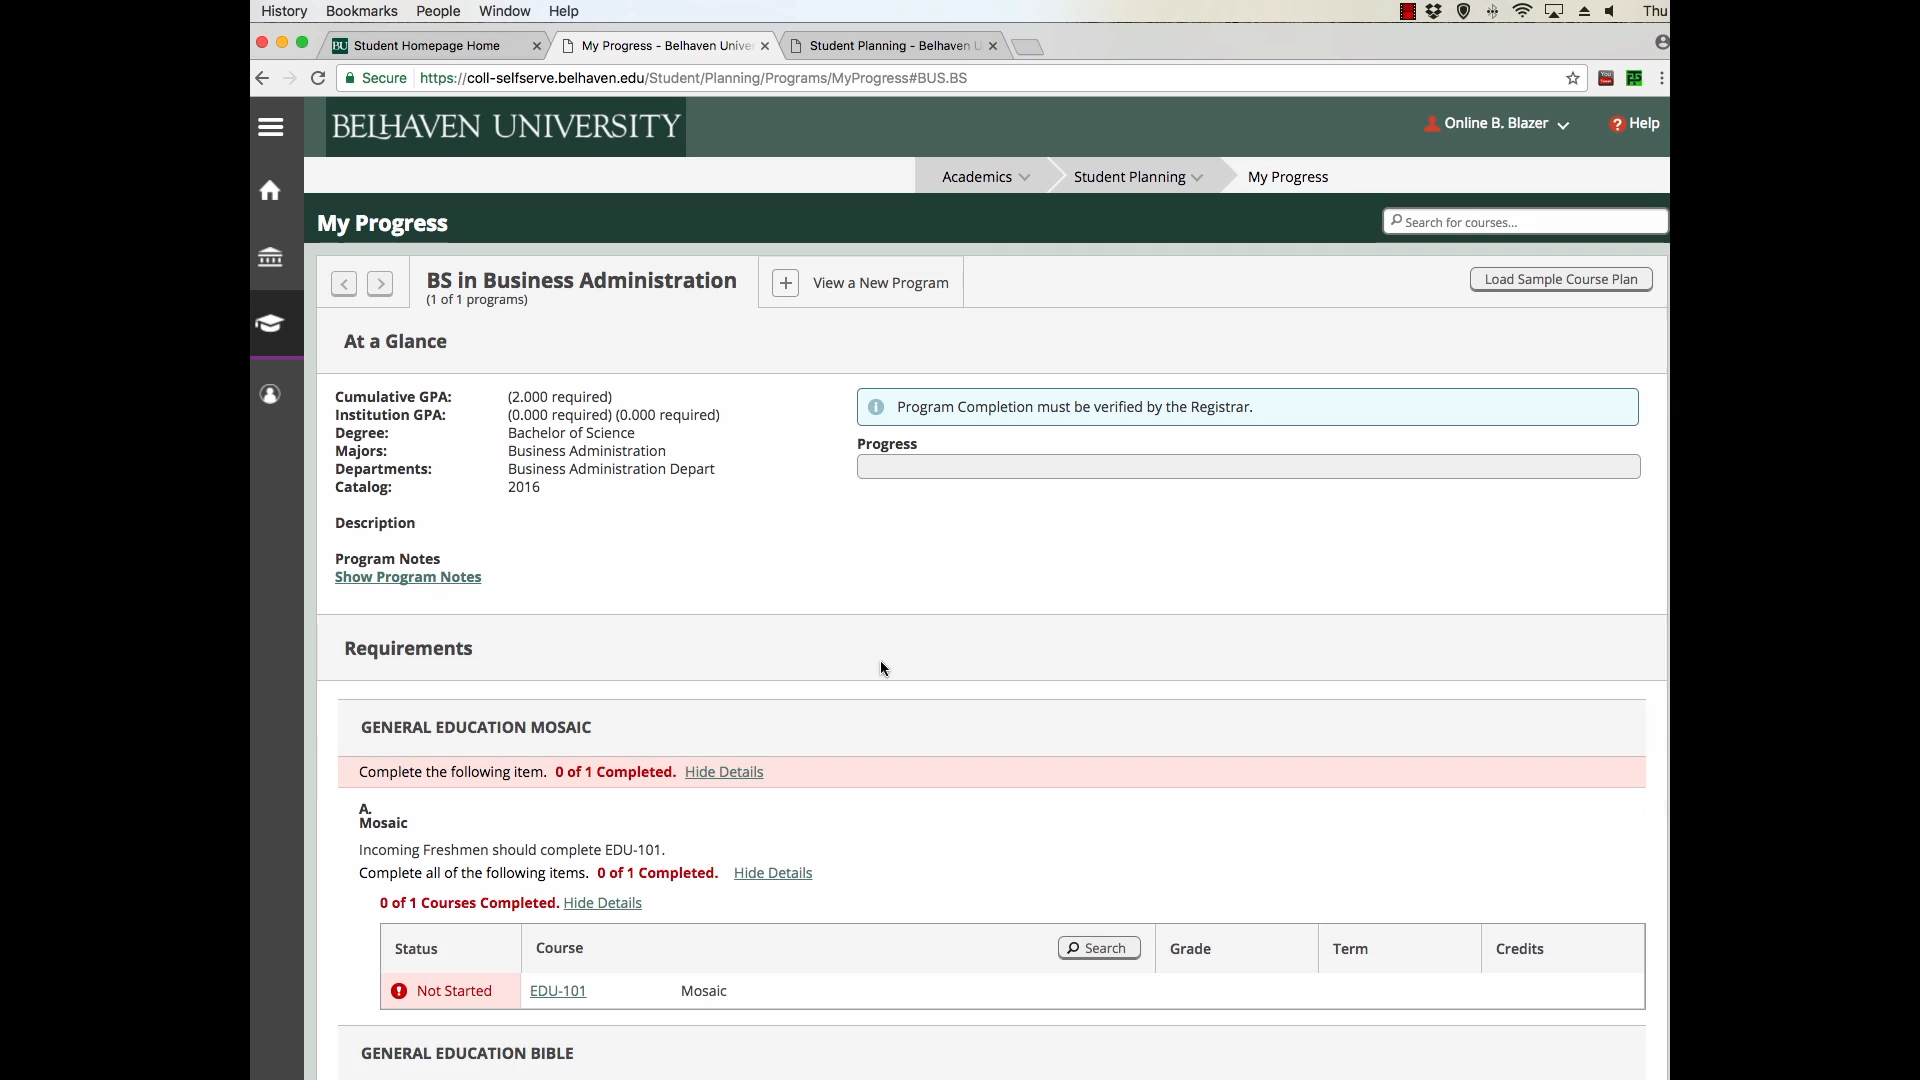 History Bookmarks People Window Help Thu
BU Student Homepage Home My Progress - Belhaven Unive Student Planning - Belhaven U
Secure https://coll-selfserve.belhaven.edu/Student/Planning/Programs/MyProgress#BUS.BS
BELHAVEN UNIVERSITY
Online B. Blazer Help
Academics Student Planning My Progress
My Progress
Search for courses...
BS in Business Administration
(1 of 1 programs)
View a New Program
Load Sample Course Plan
At a Glance
Cumulative GPA: (2.000 required)
Institution GPA: (0.000 required) (0.000 required)
Degree: Bachelor of Science
Majors: Business Administration
Departments: Business Administration Depart
Catalog: 2016
Program Completion must be verified by the Registrar.
Progress
Description
Program Notes
Show Program Notes
Requirements
GENERAL EDUCATION MOSAIC
Complete the following item. 0 of 1 Completed. Hide Details
A.
Mosaic
Incoming Freshmen should complete EDU-101.
Complete all of the following items. 0 of 1 Completed. Hide Details
0 of 1 Courses Completed. Hide Details
Status Course Search Grade Term Credits
Not Started EDU-101 Mosaic
GENERAL EDUCATION BIBLE